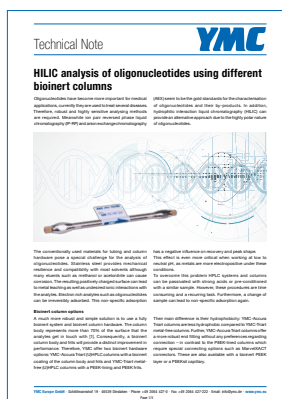 Technical Note
YMC
HILIC analysis of oligonucleotides using different
bioinert columns
Oligonucleotides have become more important for medical
applications, currently they are used to treat several diseases.
Therefore, robust and highly sensitive analysing methods
are required. Meanwhile ion pair reversed phase liquid
chromatography (IP-RP) and anion exchange chromatography
(AEX) seem to be the gold standards for the characterisation
of oligonucleotides and their by-products. In addition,
hydrophilic interaction liquid chromatography (HILIC) can
provide an alternative approach due to the highly polar nature
of oligonucleotides.
The conventionally used materials for tubing and column
hardware pose a special challenge for the analysis of
oligonucleotides. Stainless steel provides mechanical
resilience and compatibility with most solvents although
many eluents such as methanol or acetonitrile can cause
corrosion. The resulting positively charged surface can lead
to metal leaching as well as undesired ionic interactions with
the analytes. Electron rich analytes such as oligonucleotides
can be irreversibly adsorbed. This non-specific adsorption
has a negative influence on recovery and peak shape.
This effect is even more critical when working at low to
neutral pH, as metals are more electropositive under these
conditions.
To overcome this problem HPLC systems and columns
can be passivated with strong acids or pre-conditioned
with a similar sample. However, these procedures are time
consuming and a recurring task. Furthermore, a change of
sample can lead to non-specific adsorption again.
Bioinert column options
A much more robust and simple solution is to use a fully
bioinert system and bioinert column hardware. The column
body represents more than 70% of the surface that the
analytes get in touch with [1]. Consequently, a bioinert
column body and frits will provide a distinct improvement in
performance. Therefore, YMC offer two bioinert hardware
options: YMC-Accura Triart (U)HPLC columns with a bioinert
coating of the column body and frits and YMC-Triart metal-
free (U)HPLC columns with a PEEK-lining and PEEK frits.
Their main difference is their hydrophobicity: YMC-Accura
Triart columns are less hydrophobic compared to YMC-Triart
metal-free columns. Further, YMC-Accura Triart columns offer
a more robust end fitting without any preferences regarding
connection – in contrast to the PEEK-lined columns which
require special connecting options such as MarvelXACT
connectors. These are also available with a bioinert PEEK
layer or a PEEKsil capillary.